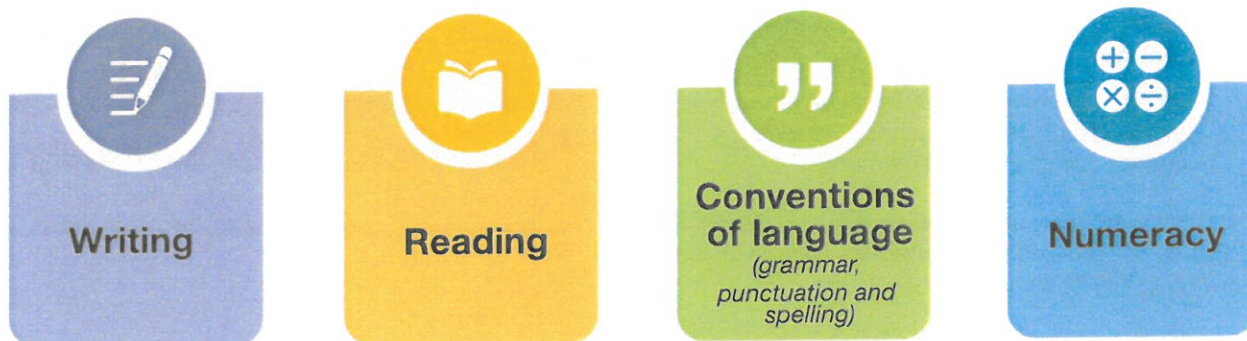 Writing
Reading
Conventions
of language
(grammar,
punctuation and
spelling)
Numeracy